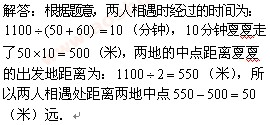 解答：根据题意，两人相遇时经过的时间为：
1100÷(50+60)=10（分钟），10分钟夏夏走
了50×10=500（米），两地的中点距离夏夏
的出发地距离为：1100÷2=550（米），所
以两人相遇处距离两地中点550-500=50
（米）远．